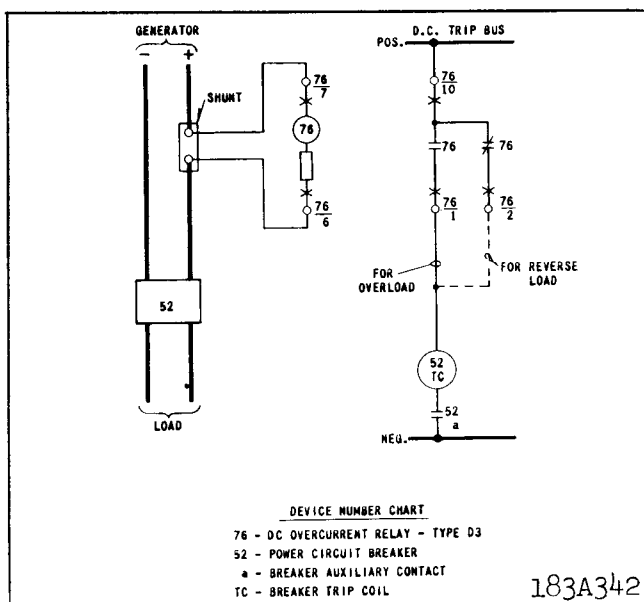 GENERATOR
- +
SHUNT
76
7
76
76
6
52
LOAD
D.C. TRIP BUS
POS.
76
10
76
76
76
1
76
2
FOR
OVERLOAD
FOR REVERSE
LOAD
52
TC
52
a
NEG.
DEVICE NUMBER CHART
76 - DC OVERCURRENT RELAY - TYPE D3
52 - POWER CIRCUIT BREAKER
a - BREAKER AUXILIARY CONTACT
TC - BREAKER TRIP COIL
183A342